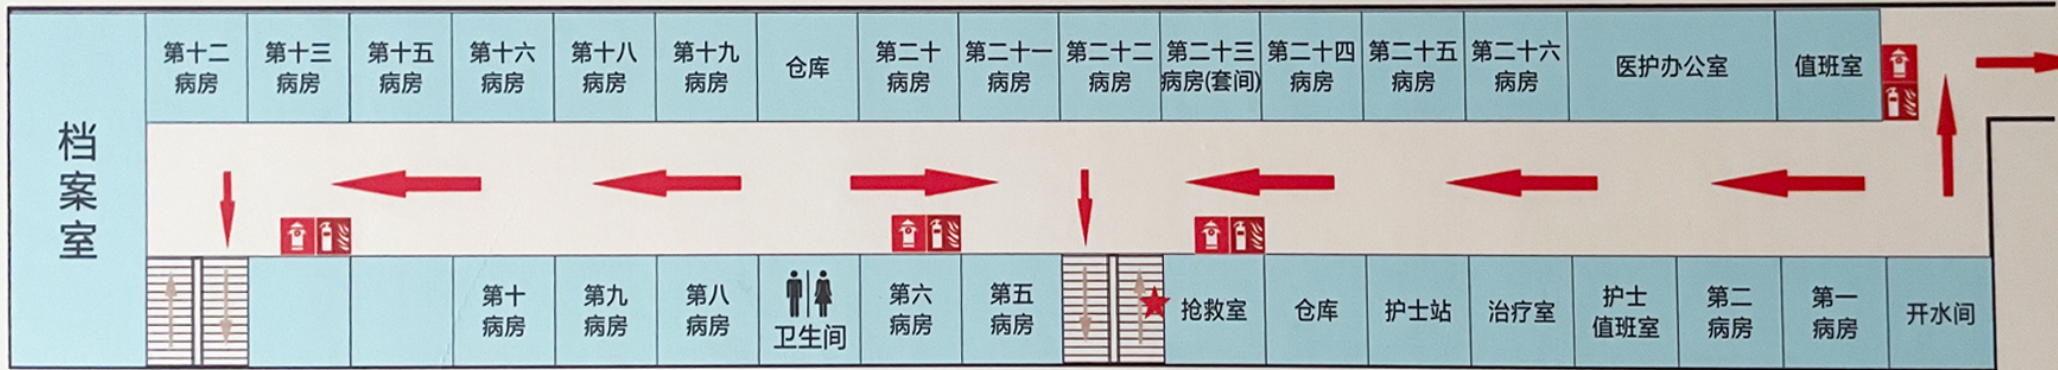 档
案
室
第十二
病房
第十三
病房
第十五
病房
第十六
病房
第十八
病房
第十九
病房
仓库
第二十
病房
第二十一
病房
第二十二
病房
第二十三
病房(套间)
第二十四
病房
第二十五
病房
第二十六
病房
医护办公室
值班室
第十
病房
第九
病房
第八
病房
卫生间
第六
病房
第五
病房
抢救室
仓库
护士站
治疗室
护士
值班室
第二
病房
第一
病房
开水间